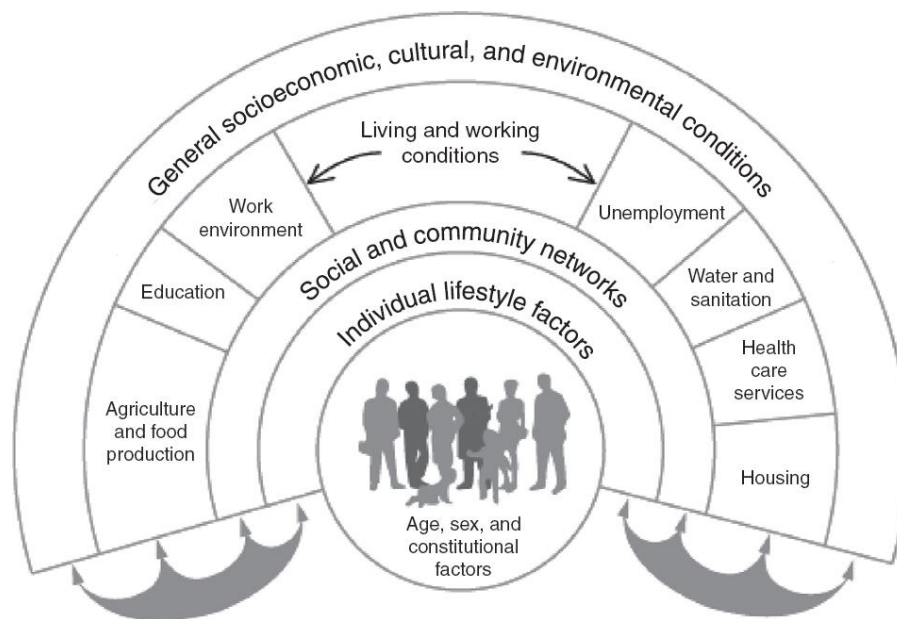 General socioeconomic, cultural, and environmental conditions
Living and working
conditions
Work
environment
Unemployment
Education
Water and
sanitation
Agriculture
and food
production
Health
care
services
Housing
Social and community networks
Individual lifestyle factors
Age, sex, and
constitutional
factors